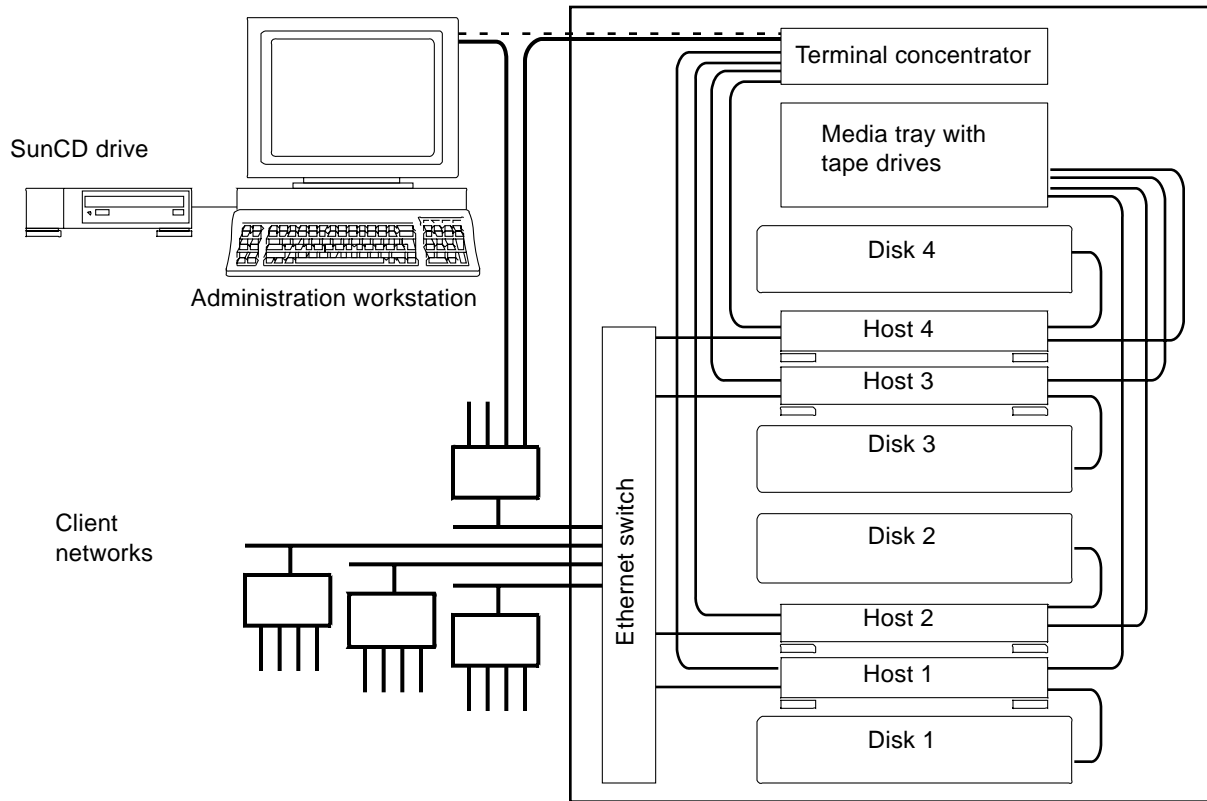 Terminal concentrator
Media tray with
tape drives
SunCD drive
Administration workstation
Disk 4
Host 4
Host 3
Disk 3
Client
networks
Ethernet switch
Disk 2
Host 2
Host 1
Disk 1